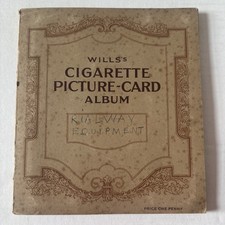 WILLS'S
CIGARETTE
PICTURE-CARD
ALBUM
RAILWAY
EQUIPMENT
PRICE ONE PENNY